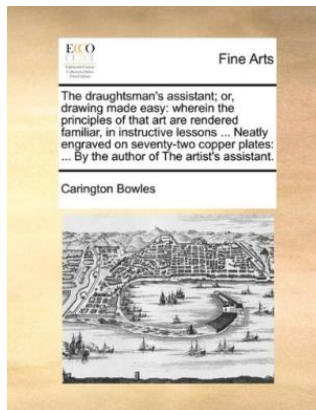 ECCO
Fine Arts
The draughtsman's assistant; or,
drawing made easy: wherein the
principles of that art are rendered
familiar, in instructive lessons ... Neatly
engraved on seventy-two copper plates:
... By the author of The artist's assistant.
Carington Bowles